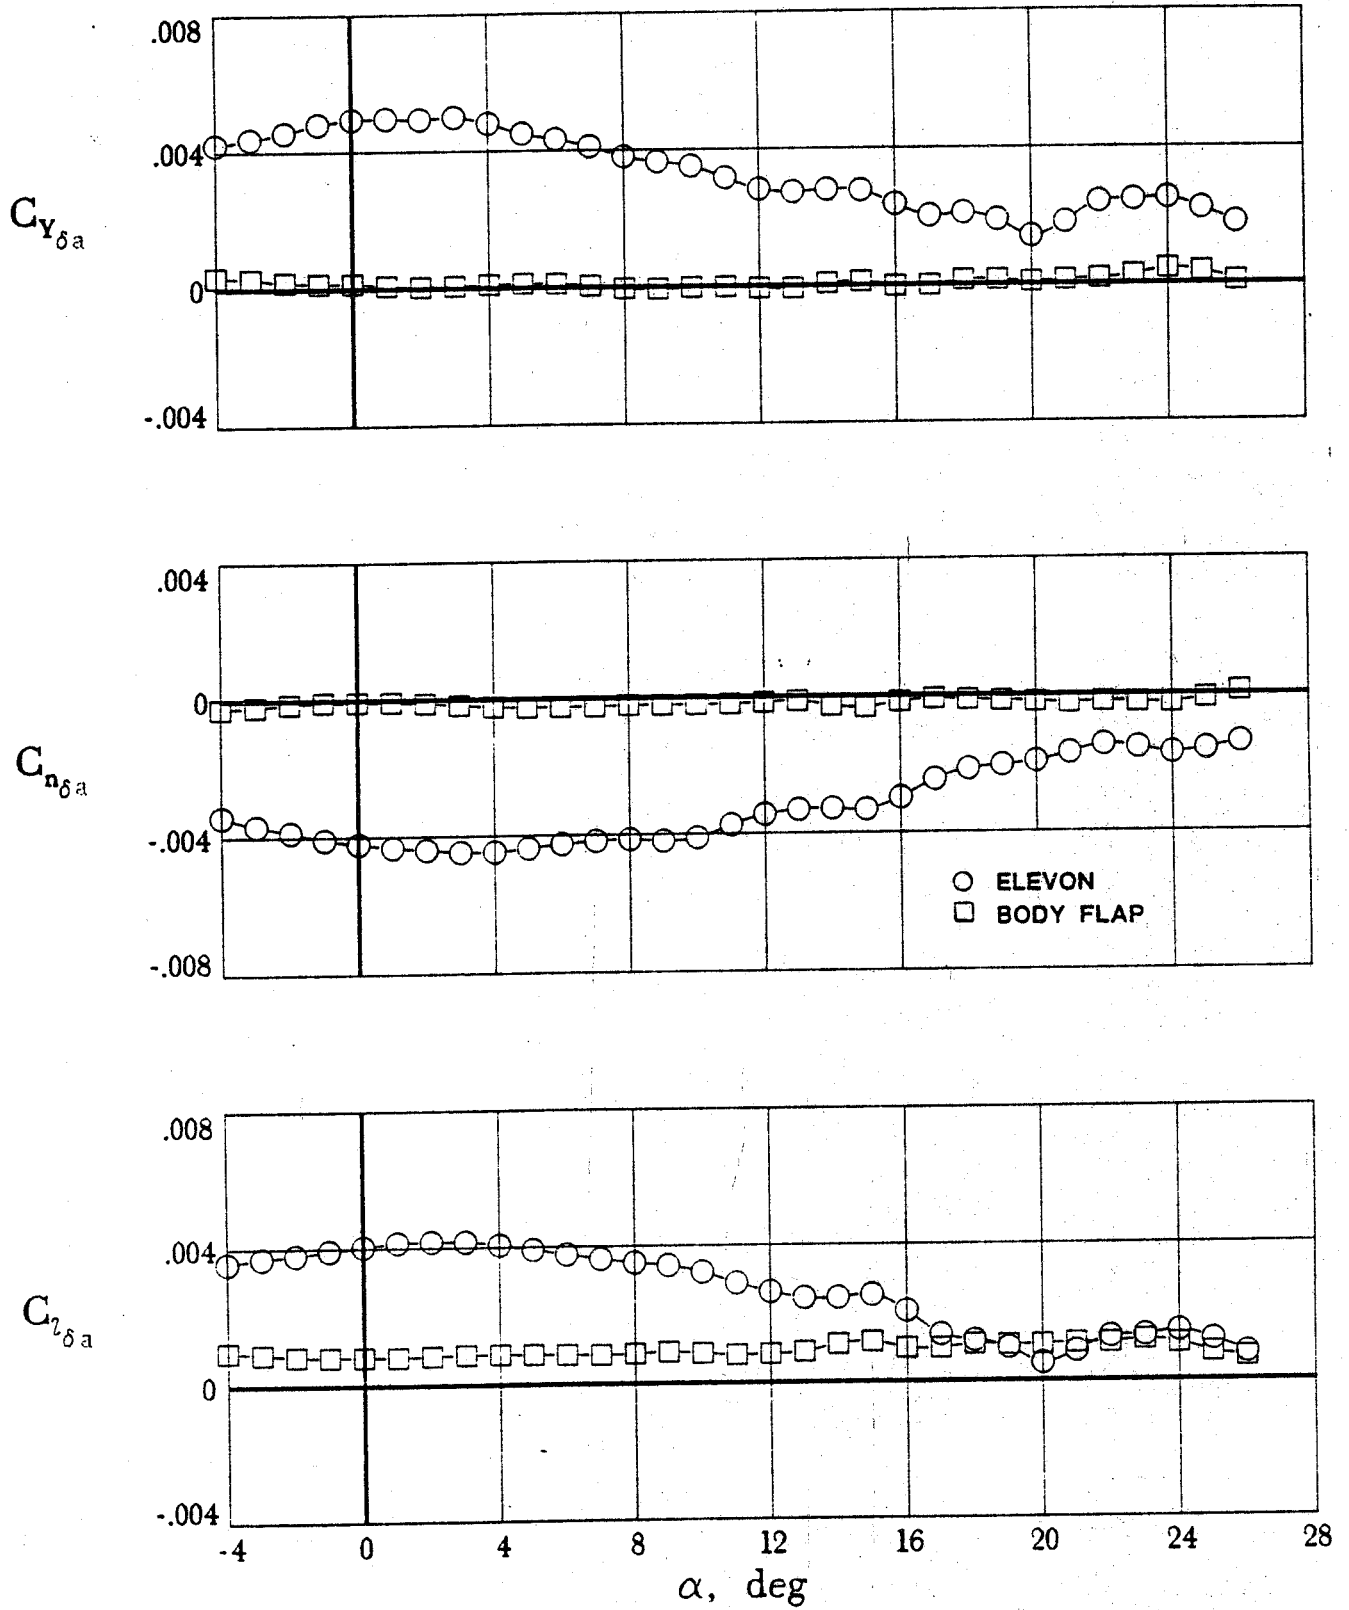 .008
.004
C_{Y_{δa}}
0
-.004
.004
0
C_{n_{δa}}
-.004
ELEVON
BODY FLAP
-.008
.008
.004
C_{l_{δa}}
0
-.004
-4 0 4 8 12 16 20 24 28
α, deg